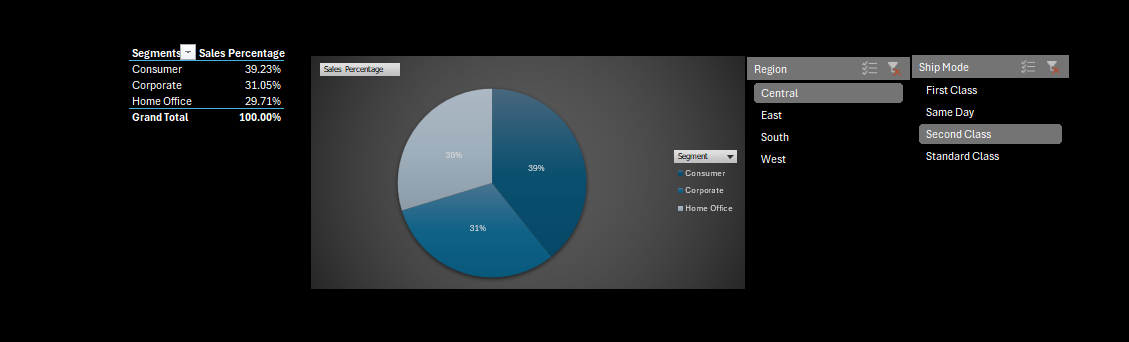 Segments Sales Percentage
Consumer 39.23%
Corporate 31.05%
Home Office 29.71%
Grand Total 100.00%
Sales Percentage
30%
39%
31%
Segment
Consumer
Corporate
Home Office
Region
Central
East
South
West
Ship Mode
First Class
Same Day
Second Class
Standard Class